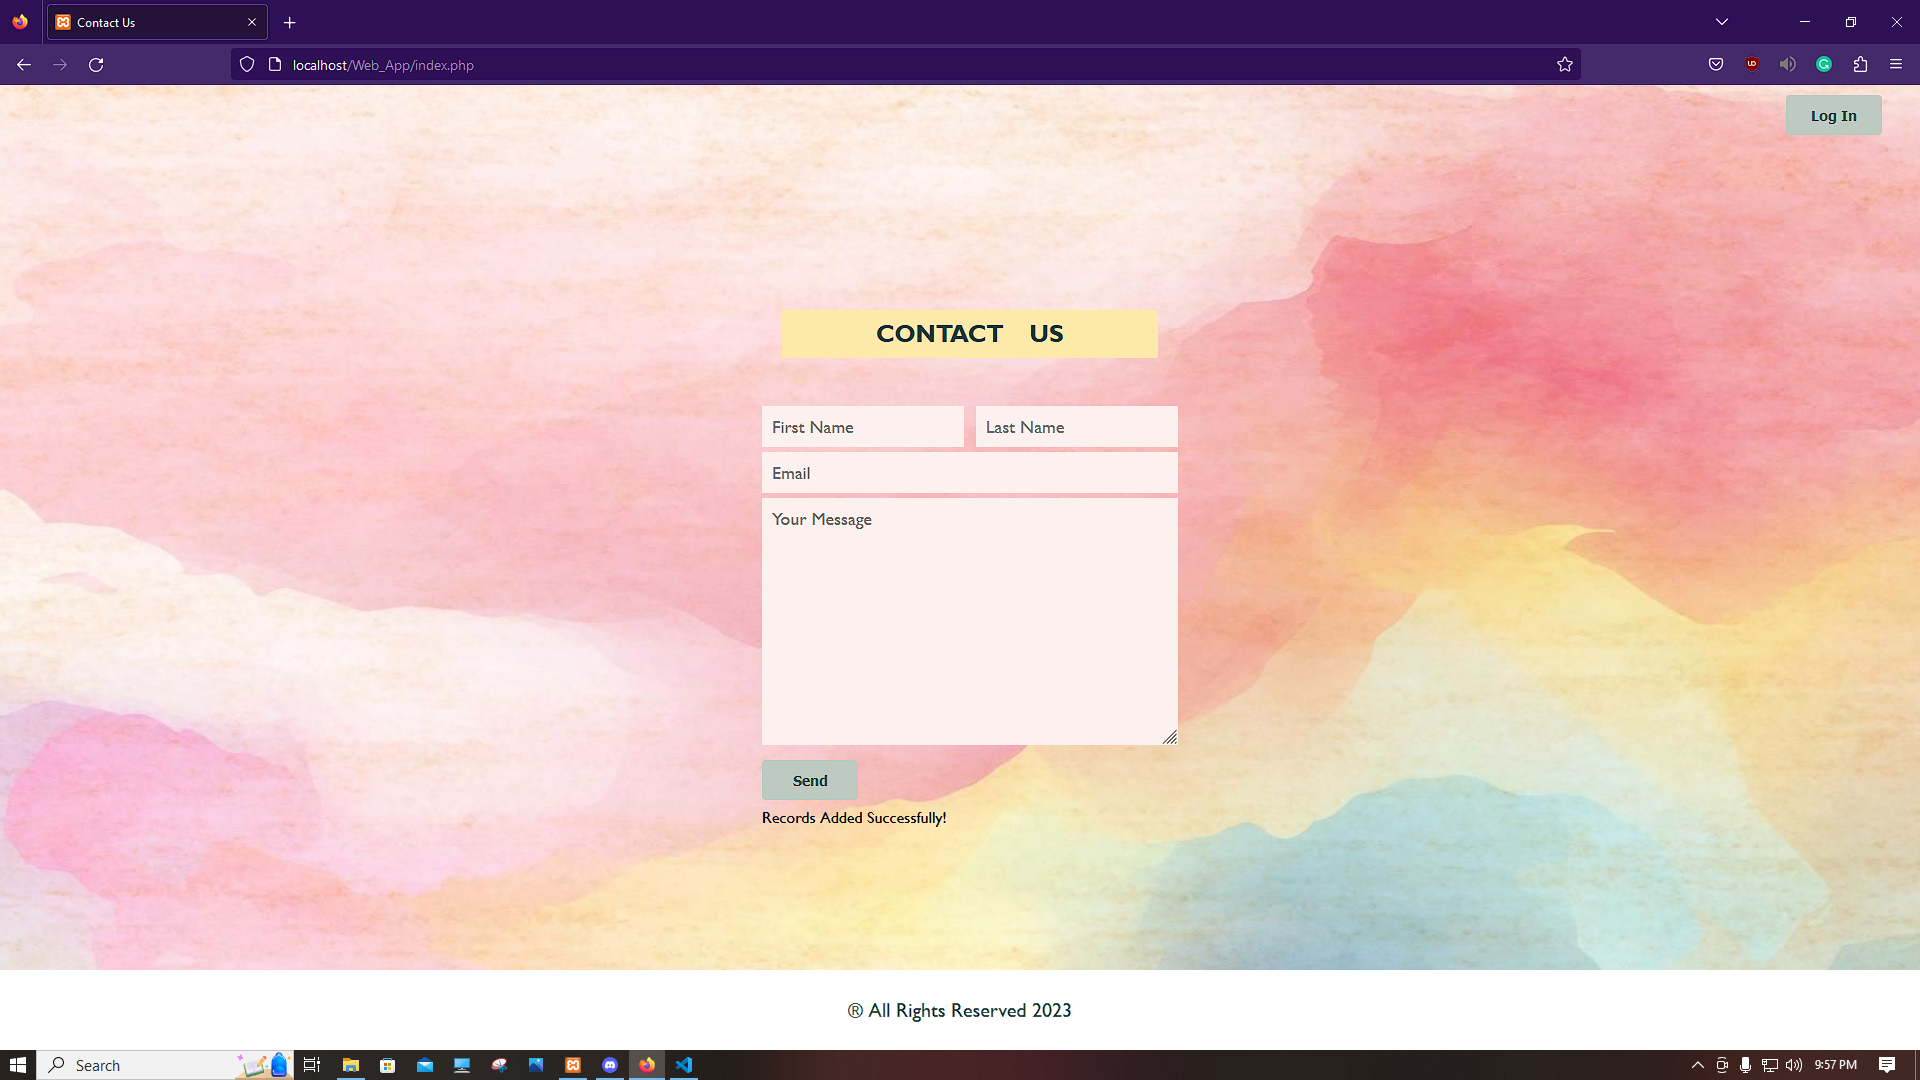 Contact Us
localhost/Web_App/index.php
Log In
CONTACT US
First Name
Last Name
Email
Your Message
Send
Records Added Successfully!
® All Rights Reserved 2023
Search
9:57 PM